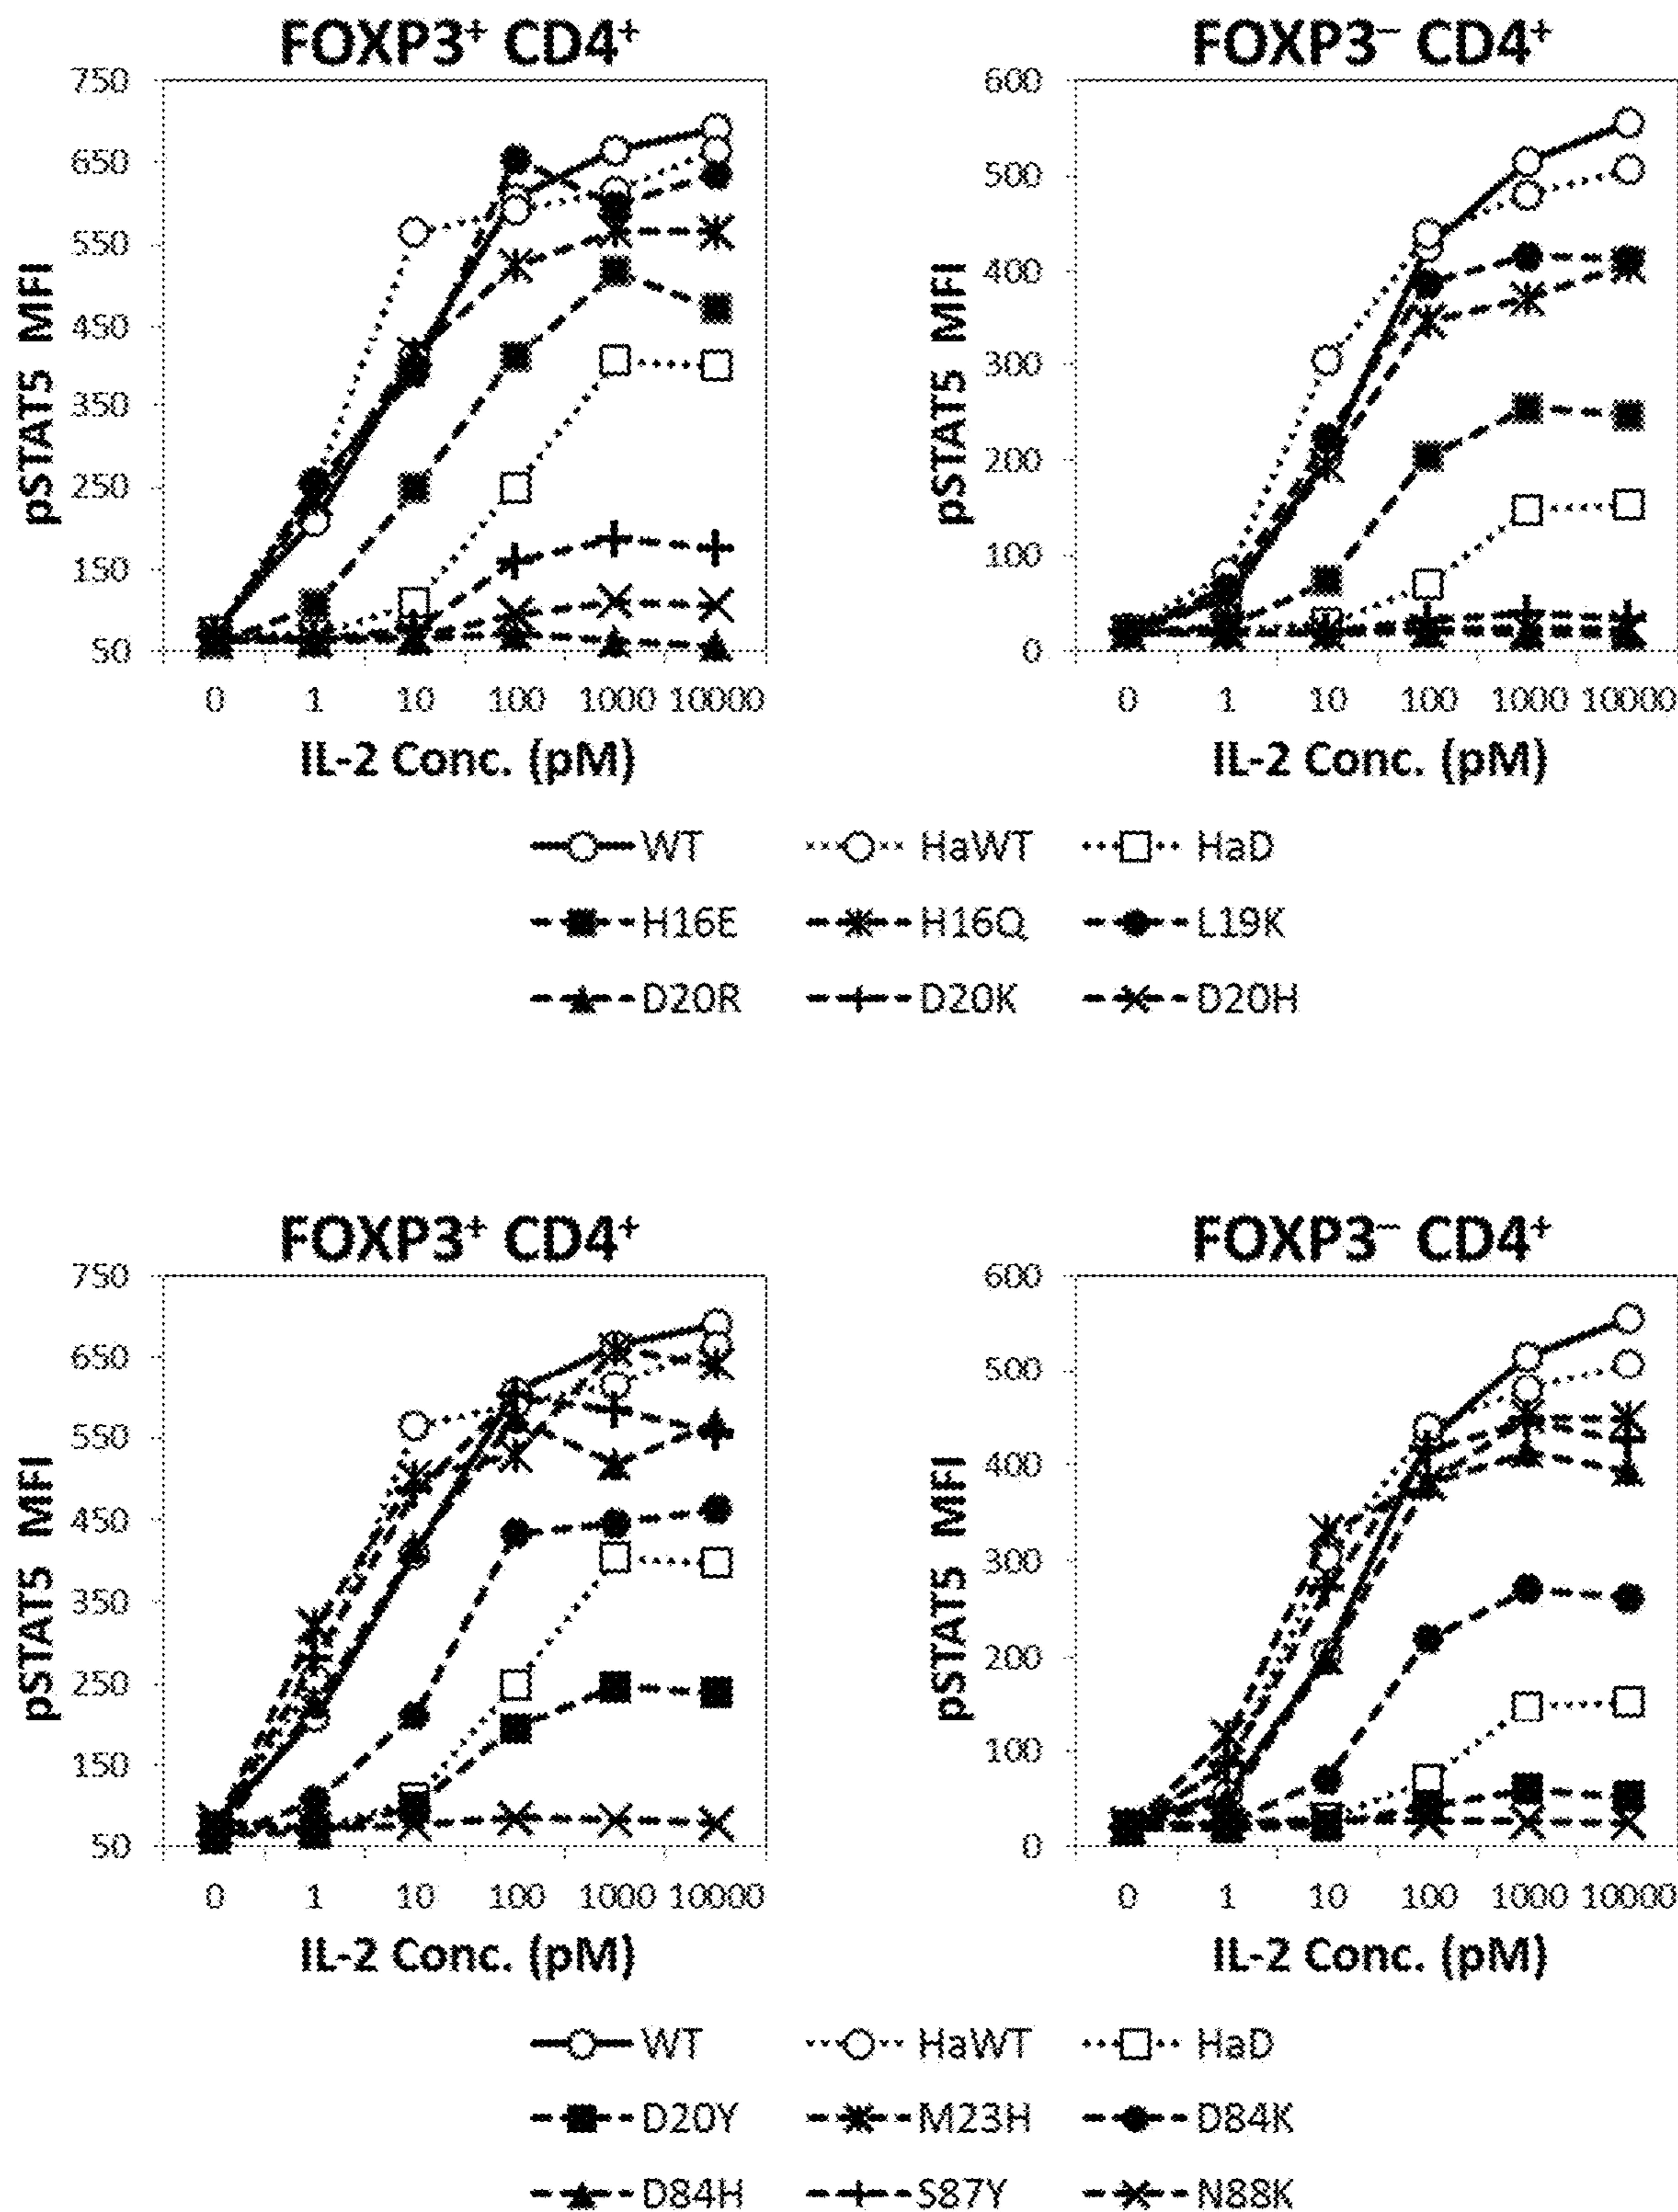 FOXP3⁺ CD4⁺
FOXP3⁻ CD4⁺
750
650
550
450
350
250
150
50
pSTAT5 MFI
0 1 10 100 1000 10000
IL-2 Conc. (pM)
600
500
400
300
200
100
0
pSTAT5 MFI
0 1 10 100 1000 10000
IL-2 Conc. (pM)
WT HaWT HaD
H16E H16Q L19K
D20R D20K D20H
FOXP3⁺ CD4⁺
FOXP3⁻ CD4⁺
750
650
550
450
350
250
150
50
pSTAT5 MFI
0 1 10 100 1000 10000
IL-2 Conc. (pM)
600
500
400
300
200
100
0
pSTAT5 MFI
0 1 10 100 1000 10000
IL-2 Conc. (pM)
WT HaWT HaD
D20Y M23H D84K
D84H S87Y N88K